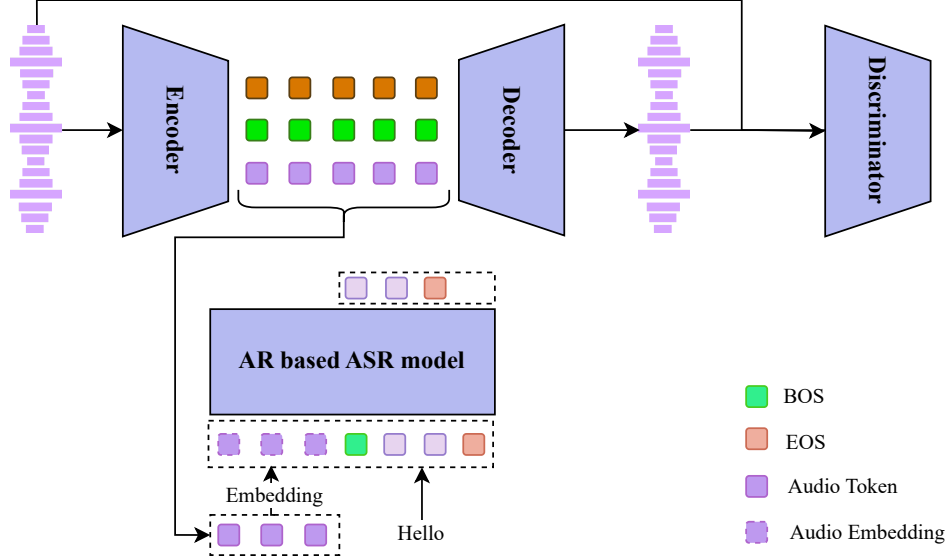 Encoder
Decoder
Discriminator
AR based ASR model
Embedding
Hello
BOS
EOS
Audio Token
Audio Embedding